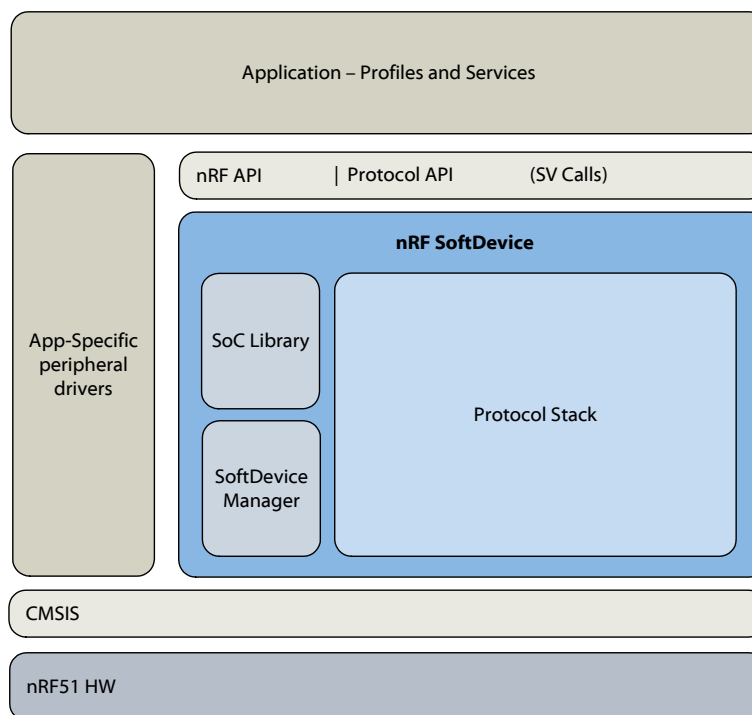 Application – Profiles and Services
nRF API | Protocol API (SV Calls)
nRF SoftDevice
App-Specific
peripheral
drivers
SoC Library
Protocol Stack
SoftDevice
Manager
CMSIS
nRF51 HW